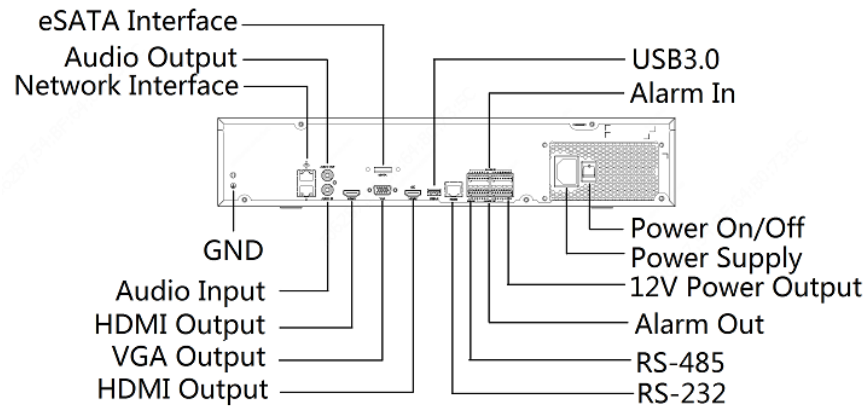 eSATA Interface
Audio Output
Network Interface
USB3.0
Alarm In
GND
Audio Input
HDMI Output
VGA Output
HDMI Output
Power On/Off
Power Supply
12V Power Output
Alarm Out
RS-485
RS-232